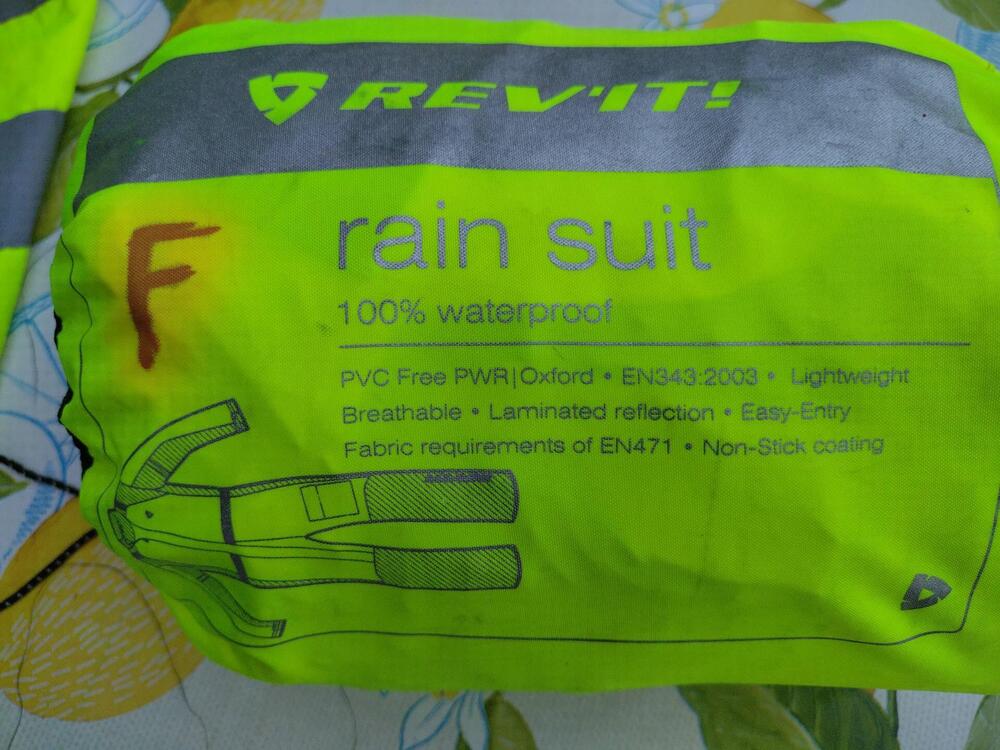 REV'IT!
F
rain suit
100% waterproof
PVC Free PWR|Oxford • EN343:2003 • Lightweight
Breathable • Laminated reflection • Easy-Entry
Fabric requirements of EN471 • Non-Stick coating